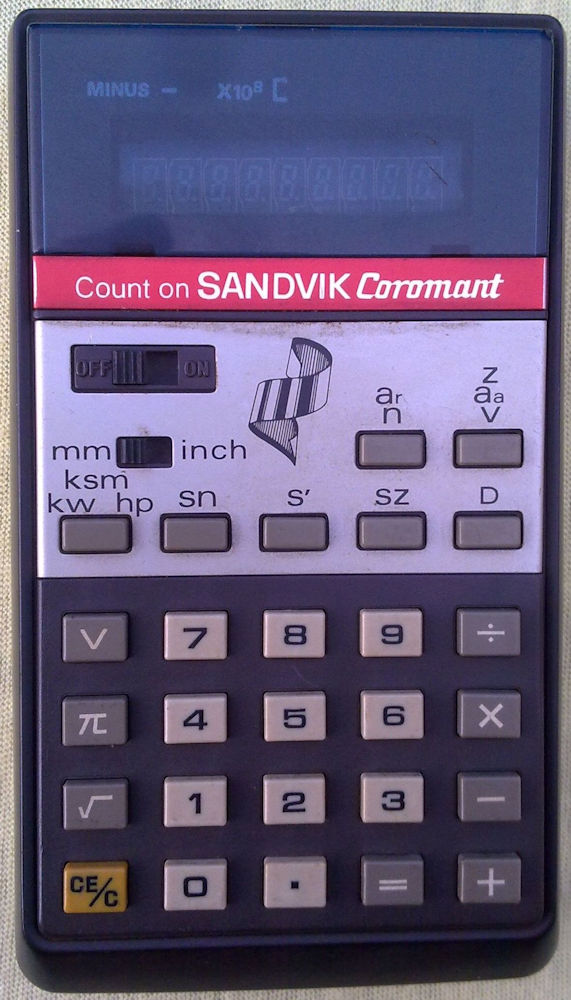 MINUS − X10⁸ [
Count on SANDVIK Coromant
OFF ON
z
ar aa
n v
mm inch
ksm
kw hp sn s' sz D
V 7 8 9 ÷
π 4 5 6 ×
√ 1 2 3 −
CE/C 0 . = +